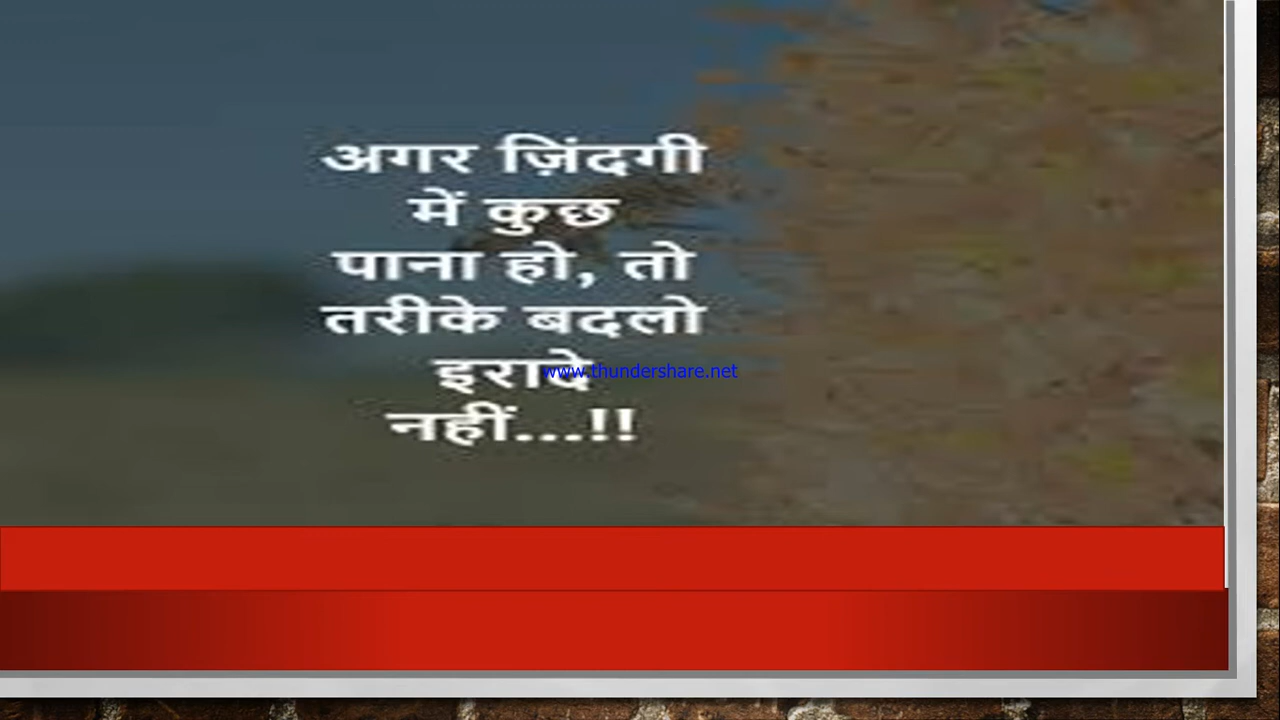 अगर ज़िंदगी
में कुछ
पाना हो, तो
तरीके बदलो
इरादे
www.thundershare.net
नहीं...!!